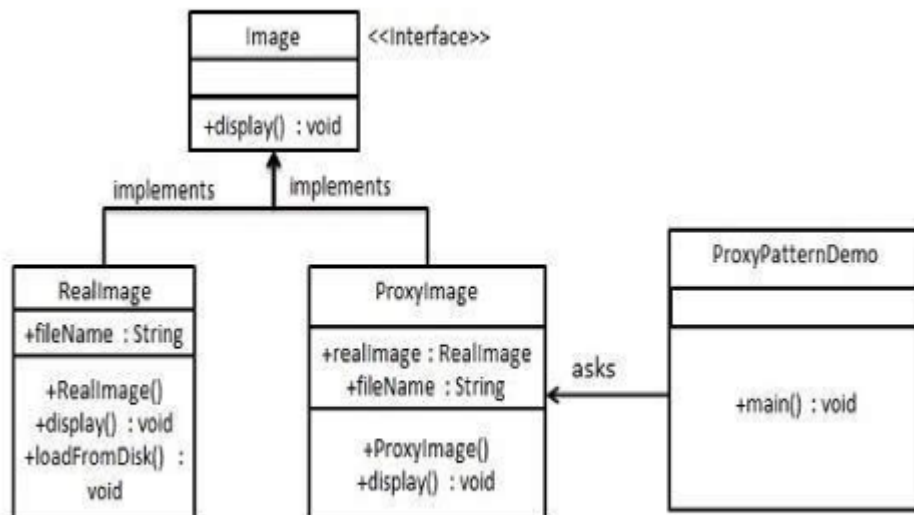 Image
<<Interface>>
+display() : void
implements
implements
RealImage
+fileName : String
+RealImage()
+display() : void
+loadFromDisk() :
void
ProxyImage
+realImage : RealImage
+fileName : String
+ProxyImage()
+display() : void
asks
ProxyPatternDemo
+main() : void